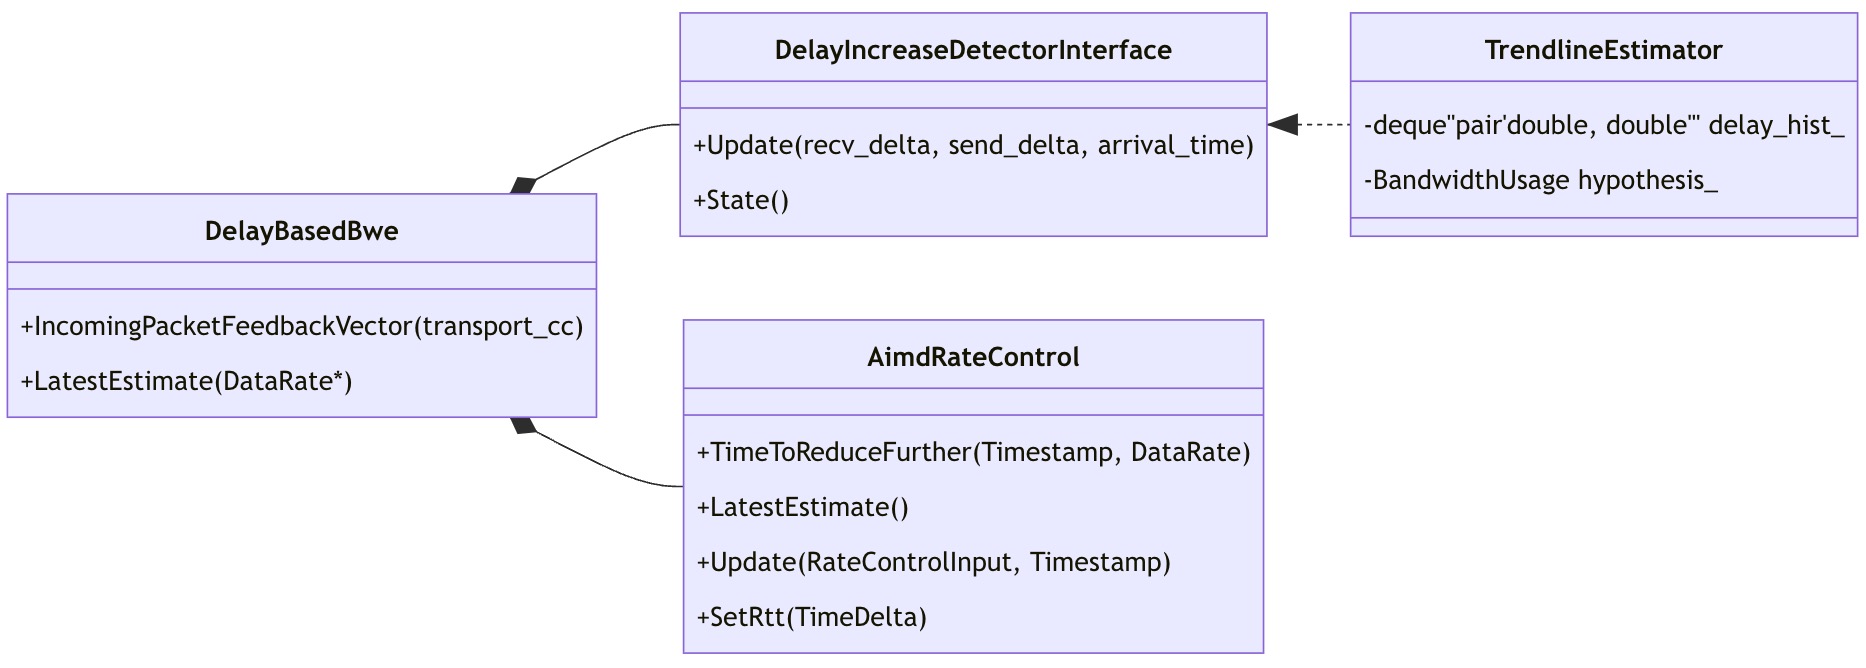 DelayBasedBwe
+IncomingPacketFeedbackVector(transport_cc)
+LatestEstimate(DataRate*)
DelayIncreaseDetectorInterface
+Update(recv_delta, send_delta, arrival_time)
+State()
TrendlineEstimator
-deque"pair'double, double'" delay_hist_
-BandwidthUsage hypothesis_
AimdRateControl
+TimeToReduceFurther(Timestamp, DataRate)
+LatestEstimate()
+Update(RateControlInput, Timestamp)
+SetRtt(TimeDelta)